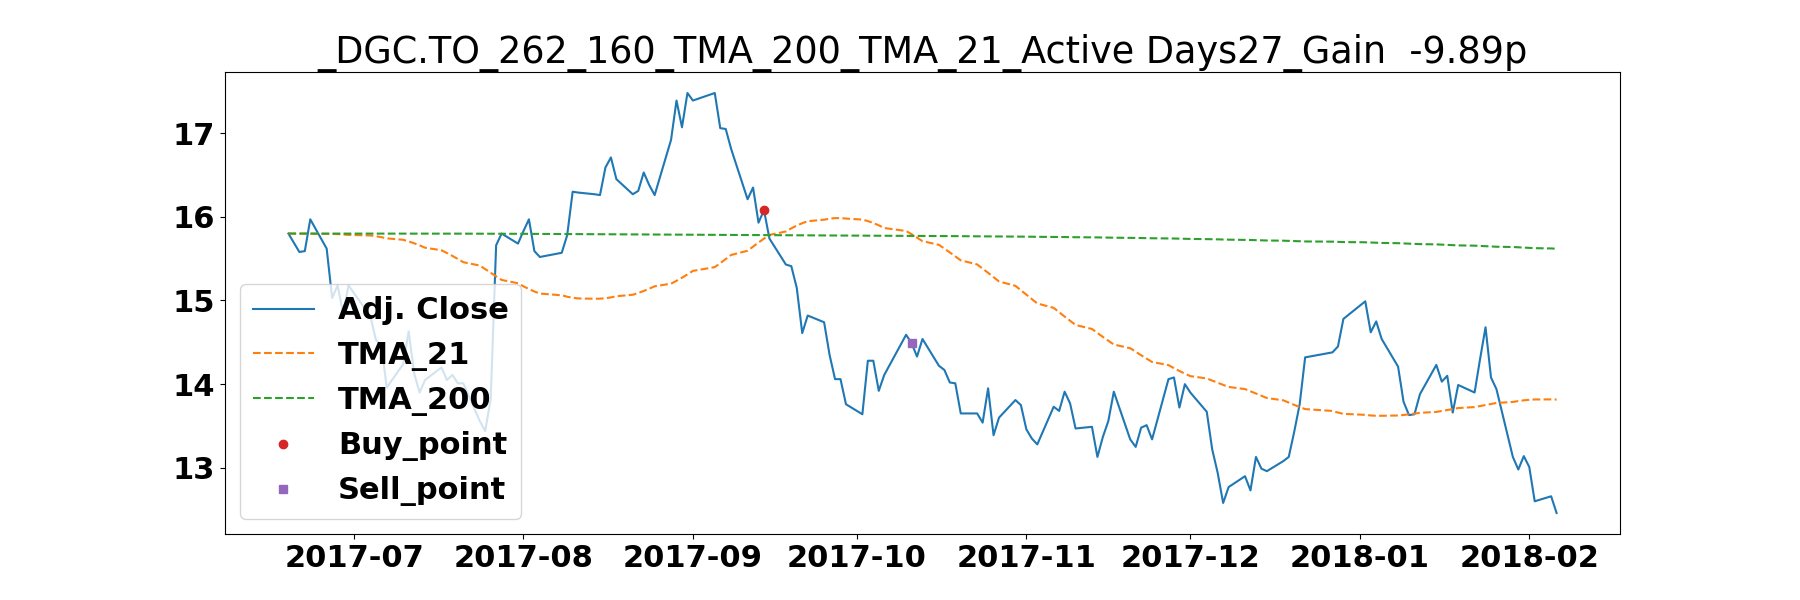 _DGC.TO_262_160_TMA_200_TMA_21_Active Days27_Gain -9.89p
17
16
15
14
13
Adj. Close
TMA_21
TMA_200
Buy_point
Sell_point
2017-07 2017-08 2017-09 2017-10 2017-11 2017-12 2018-01 2018-02